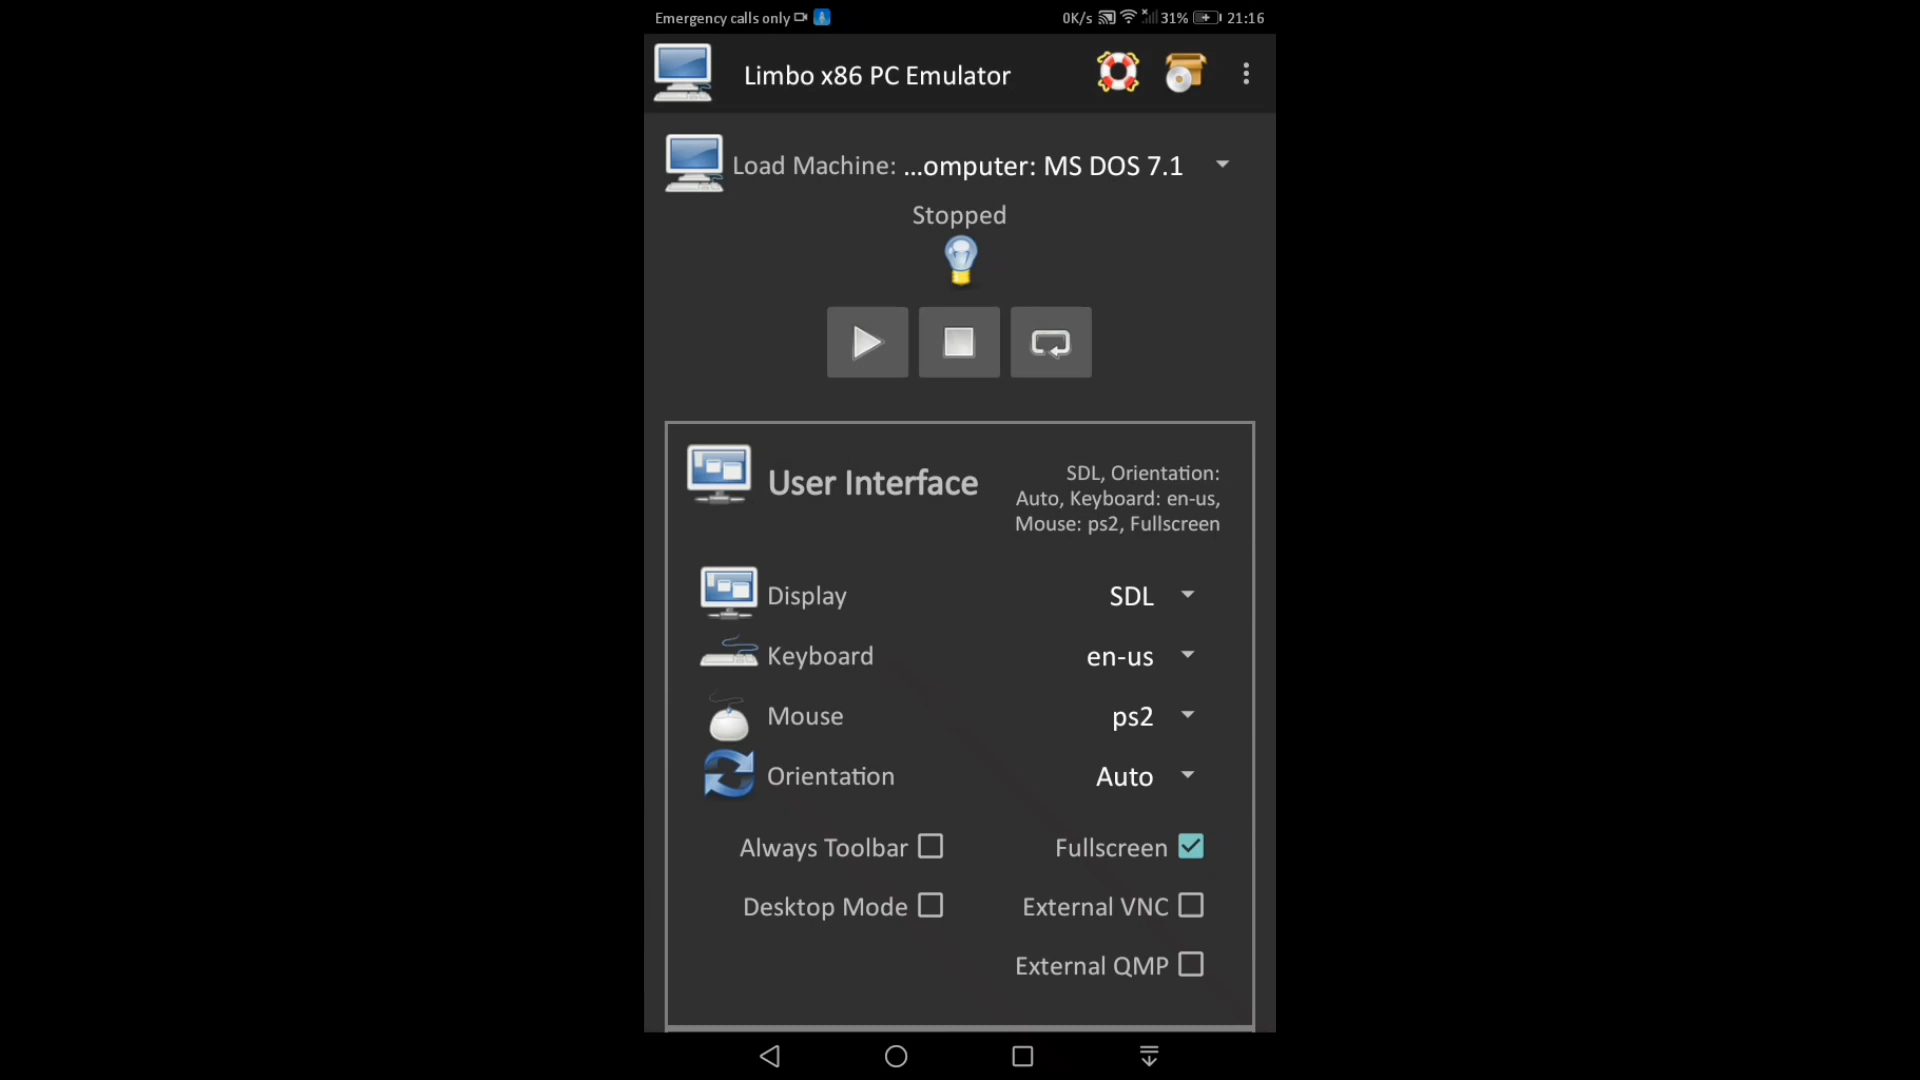 Emergency calls only 0K/s 31% 21:16
Limbo x86 PC Emulator
Load Machine: ...omputer: MS DOS 7.1
Stopped
User Interface
SDL, Orientation:
Auto, Keyboard: en-us,
Mouse: ps2, Fullscreen
Display SDL
Keyboard en-us
Mouse ps2
Orientation Auto
Always Toolbar Fullscreen
Desktop Mode External VNC
External QMP